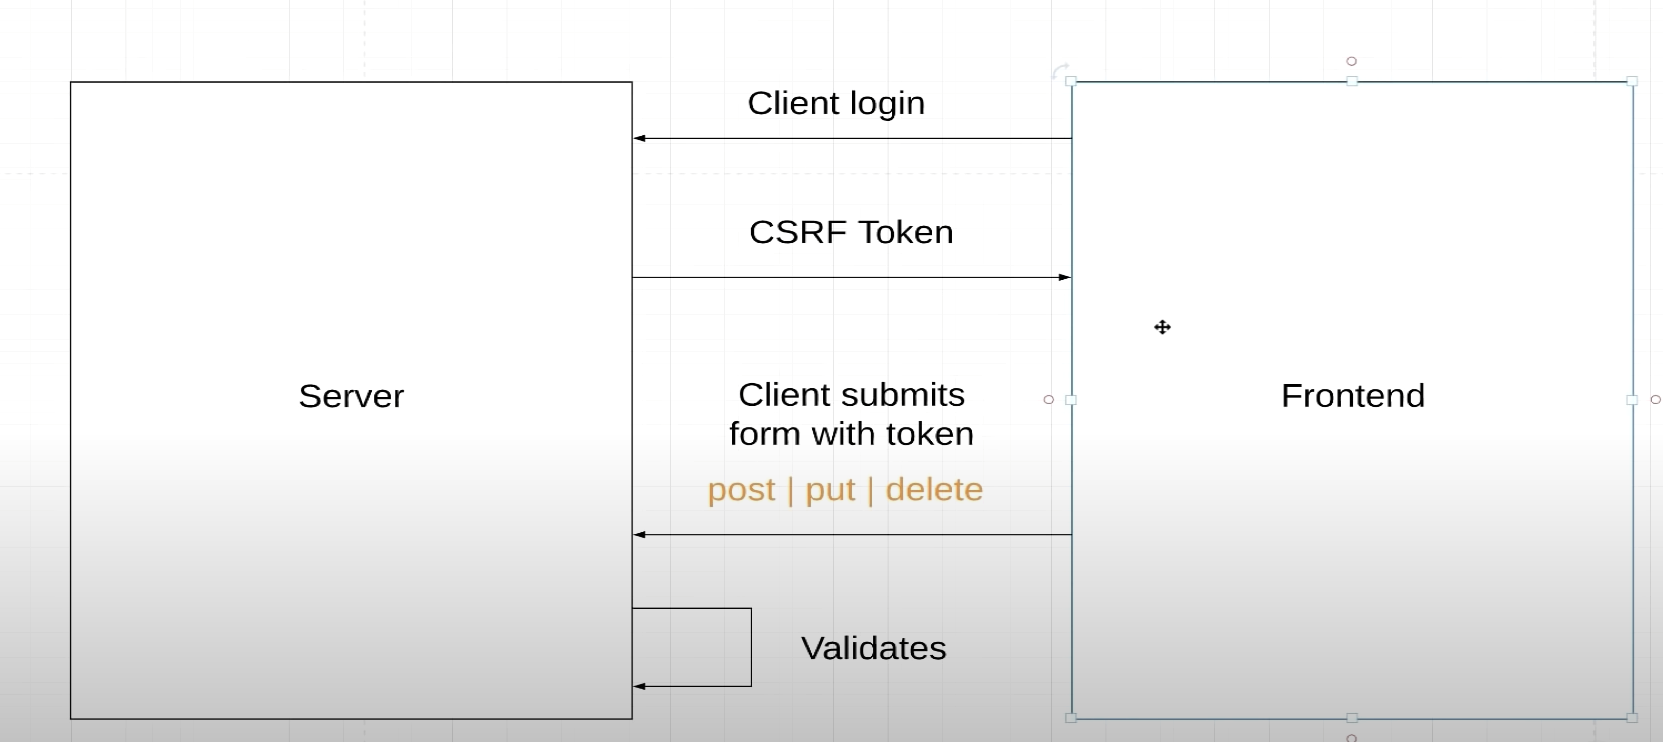 Client login
CSRF Token
Server
Client submits
form with token
Frontend
post | put | delete
Validates